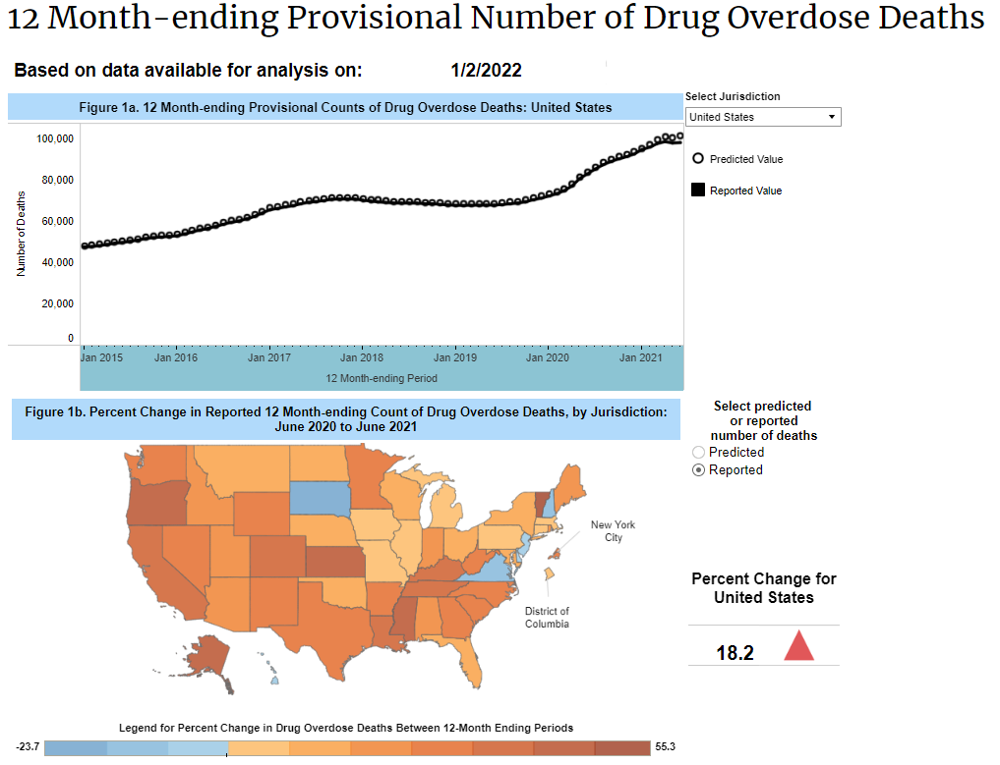 12 Month-ending Provisional Number of Drug Overdose Deaths
Based on data available for analysis on: 1/2/2022
Figure 1a. 12 Month-ending Provisional Counts of Drug Overdose Deaths: United States
Select Jurisdiction
United States
Predicted Value
Reported Value
Number of Deaths
100,000
80,000
60,000
40,000
20,000
0
Jan 2015 Jan 2016 Jan 2017 Jan 2018 Jan 2019 Jan 2020 Jan 2021
12 Month-ending Period
Figure 1b. Percent Change in Reported 12 Month-ending Count of Drug Overdose Deaths, by Jurisdiction:
June 2020 to June 2021
Select predicted
or reported
number of deaths
Predicted
Reported
New York
City
District of
Columbia
Percent Change for
United States
18.2
Legend for Percent Change in Drug Overdose Deaths Between 12-Month Ending Periods
-23.7 55.3